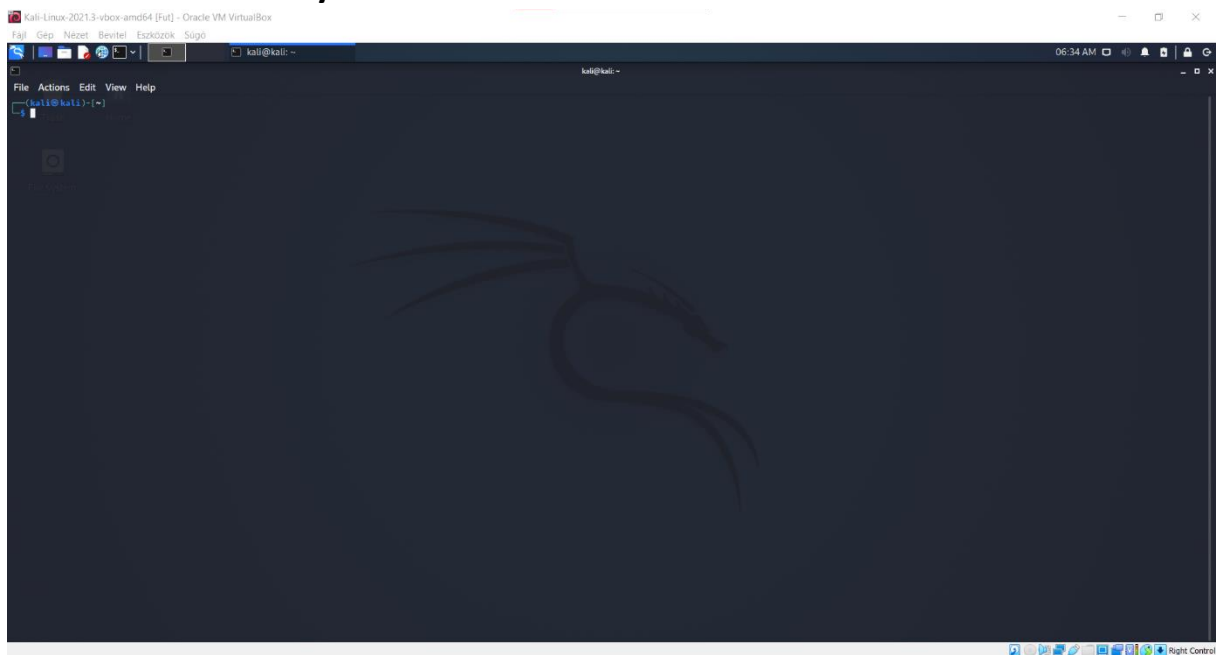 Kali-Linux-2021.3-vbox-amd64 [Fut] - Oracle VM VirtualBox
Fájl Gép Nézet Bevitel Eszközök Súgó
kali@kali: ~ 06:34 AM
kali@kali: ~
File Actions Edit View Help
(kali㉿kali)-[~]
$
Right Control